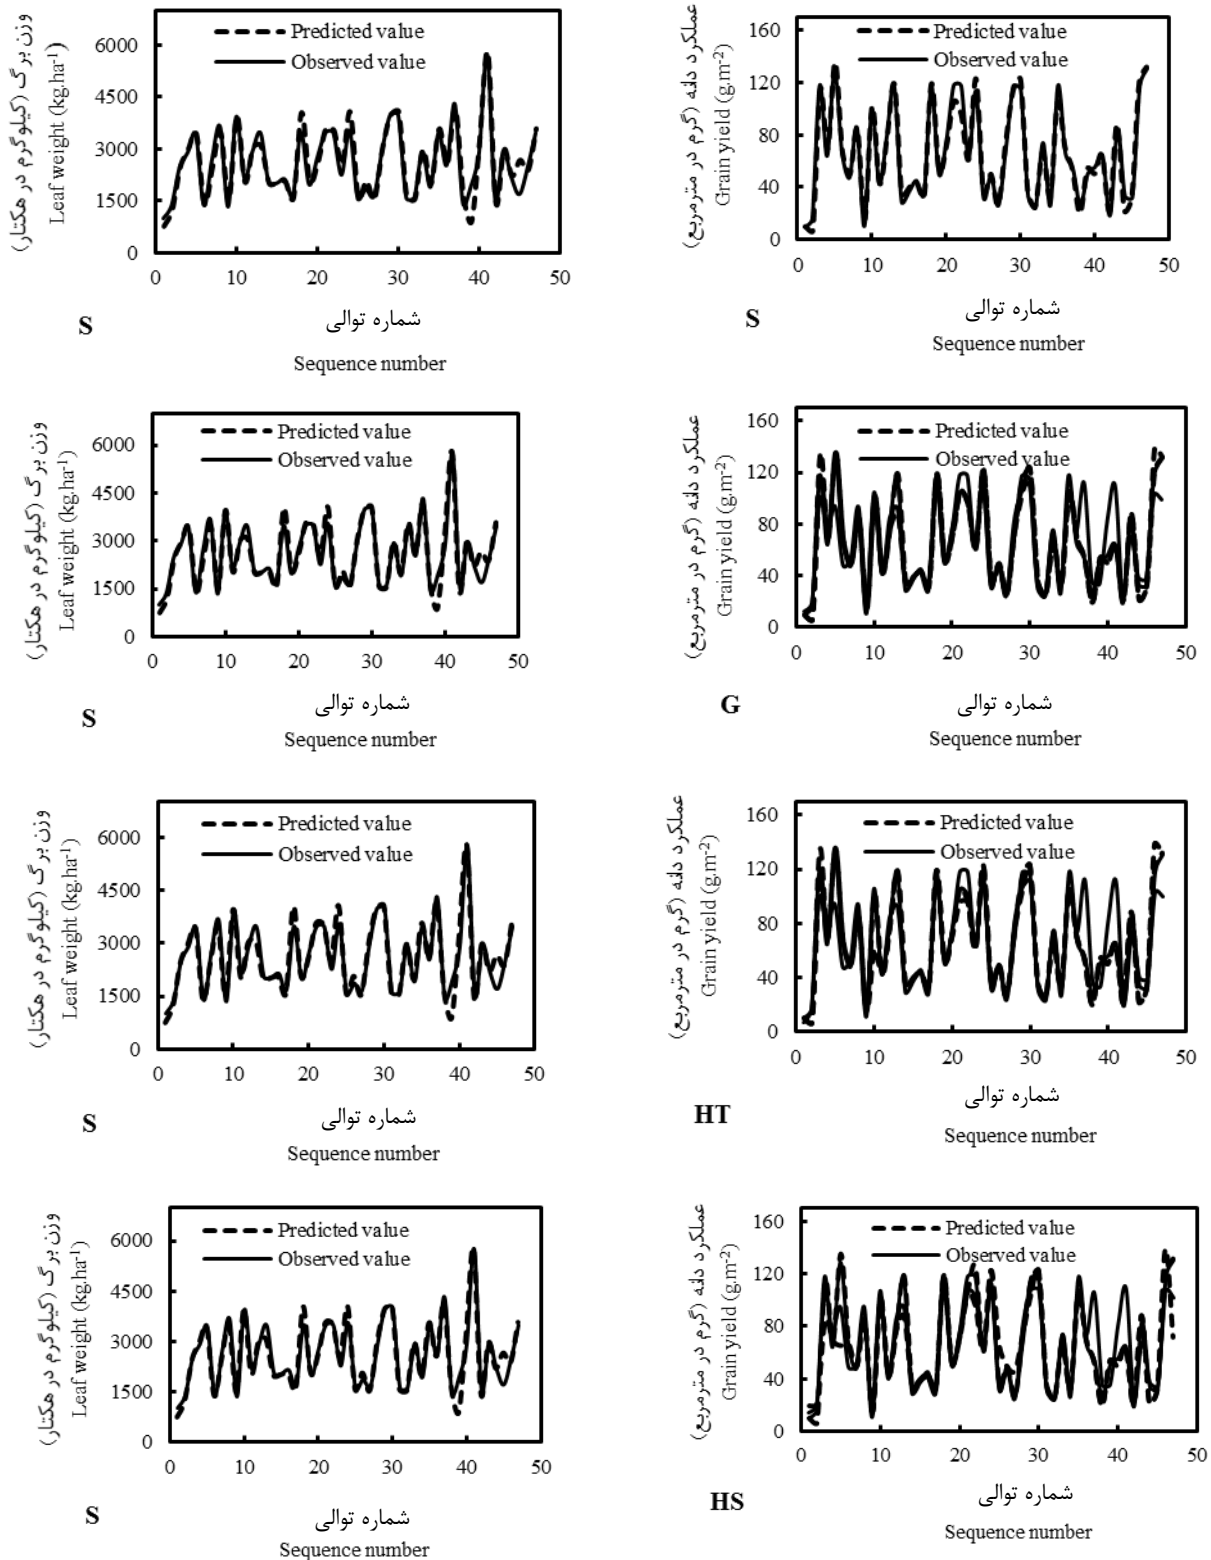 وزن برگ (کیلوگرم در هکتار)
Leaf weight (kg.ha-1)
6000
4500
3000
1500
0
Predicted value
Observed value
0 10 20 30 40 50
شماره توالی
S
Sequence number
عملکرد دانه (گرم در مترمربع)
Grain yield (g.m-2)
160
120
80
40
0
Predicted value
Observed value
0 10 20 30 40 50
شماره توالی
S
Sequence number
وزن برگ (کیلوگرم در هکتار)
Leaf weight (kg.ha-1)
6000
4500
3000
1500
0
Predicted value
Observed value
0 10 20 30 40 50
شماره توالی
S
Sequence number
عملکرد دانه (گرم در مترمربع)
Grain yield (g.m-2)
160
120
80
40
0
Predicted value
Observed value
0 10 20 30 40 50
شماره توالی
G
Sequence number
وزن برگ (کیلوگرم در هکتار)
Leaf weight (kg.ha-1)
6000
4500
3000
1500
0
Predicted value
Observed value
0 10 20 30 40 50
شماره توالی
S
Sequence number
عملکرد دانه (گرم در مترمربع)
Grain yield (g.m-2)
160
120
80
40
0
Predicted value
Observed value
0 10 20 30 40 50
شماره توالی
HT
Sequence number
وزن برگ (کیلوگرم در هکتار)
Leaf weight (kg.ha-1)
6000
4500
3000
1500
0
Predicted value
Observed value
0 10 20 30 40 50
شماره توالی
S
Sequence number
عملکرد دانه (گرم در مترمربع)
Grain yield (g.m-2)
160
120
80
40
0
Predicted value
Observed value
0 10 20 30 40 50
شماره توالی
HS
Sequence number